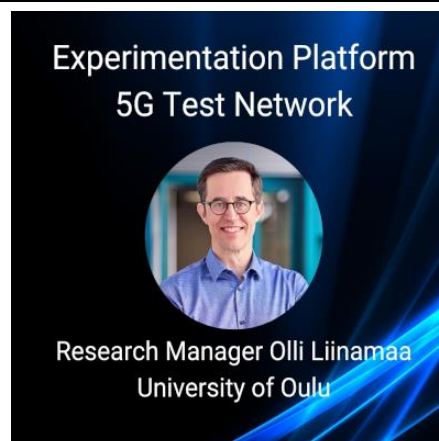 Experimentation Platform
5G Test Network
Research Manager Olli Liinamaa
University of Oulu